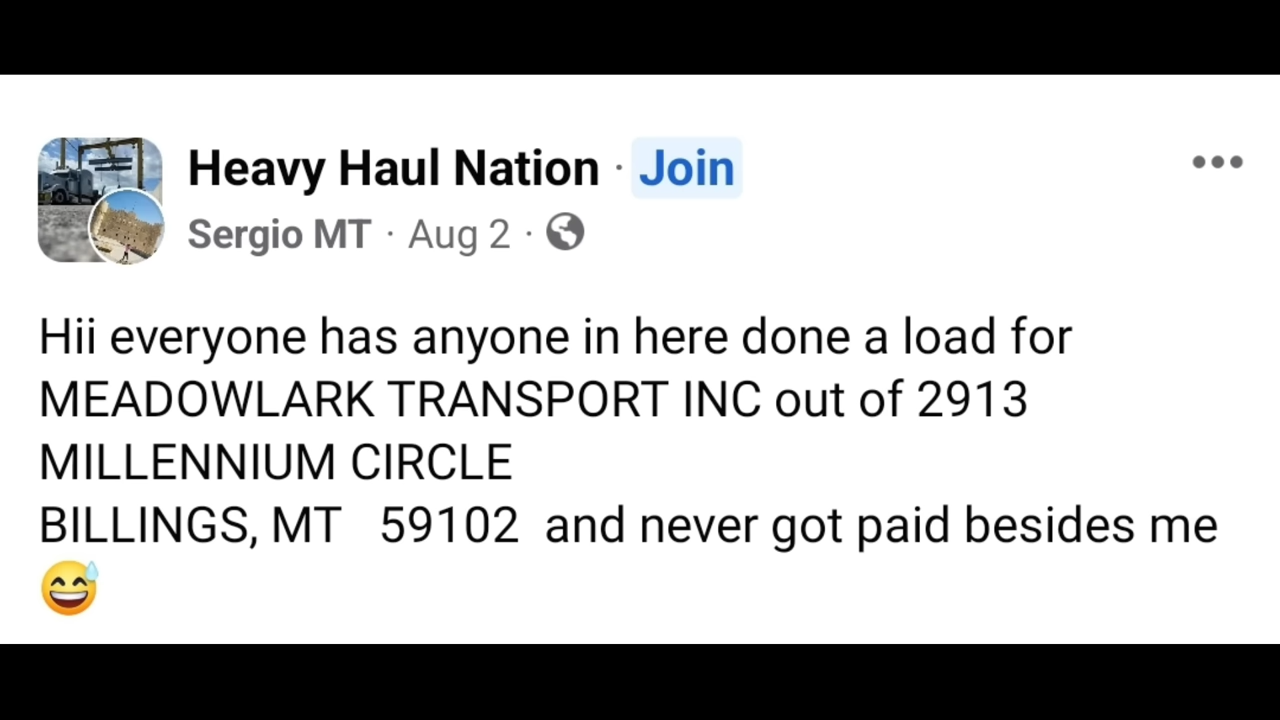 Heavy Haul Nation · Join
Sergio MT · Aug 2 ·
Hii everyone has anyone in here done a load for
MEADOWLARK TRANSPORT INC out of 2913
MILLENNIUM CIRCLE
BILLINGS, MT   59102  and never got paid besides me
😅